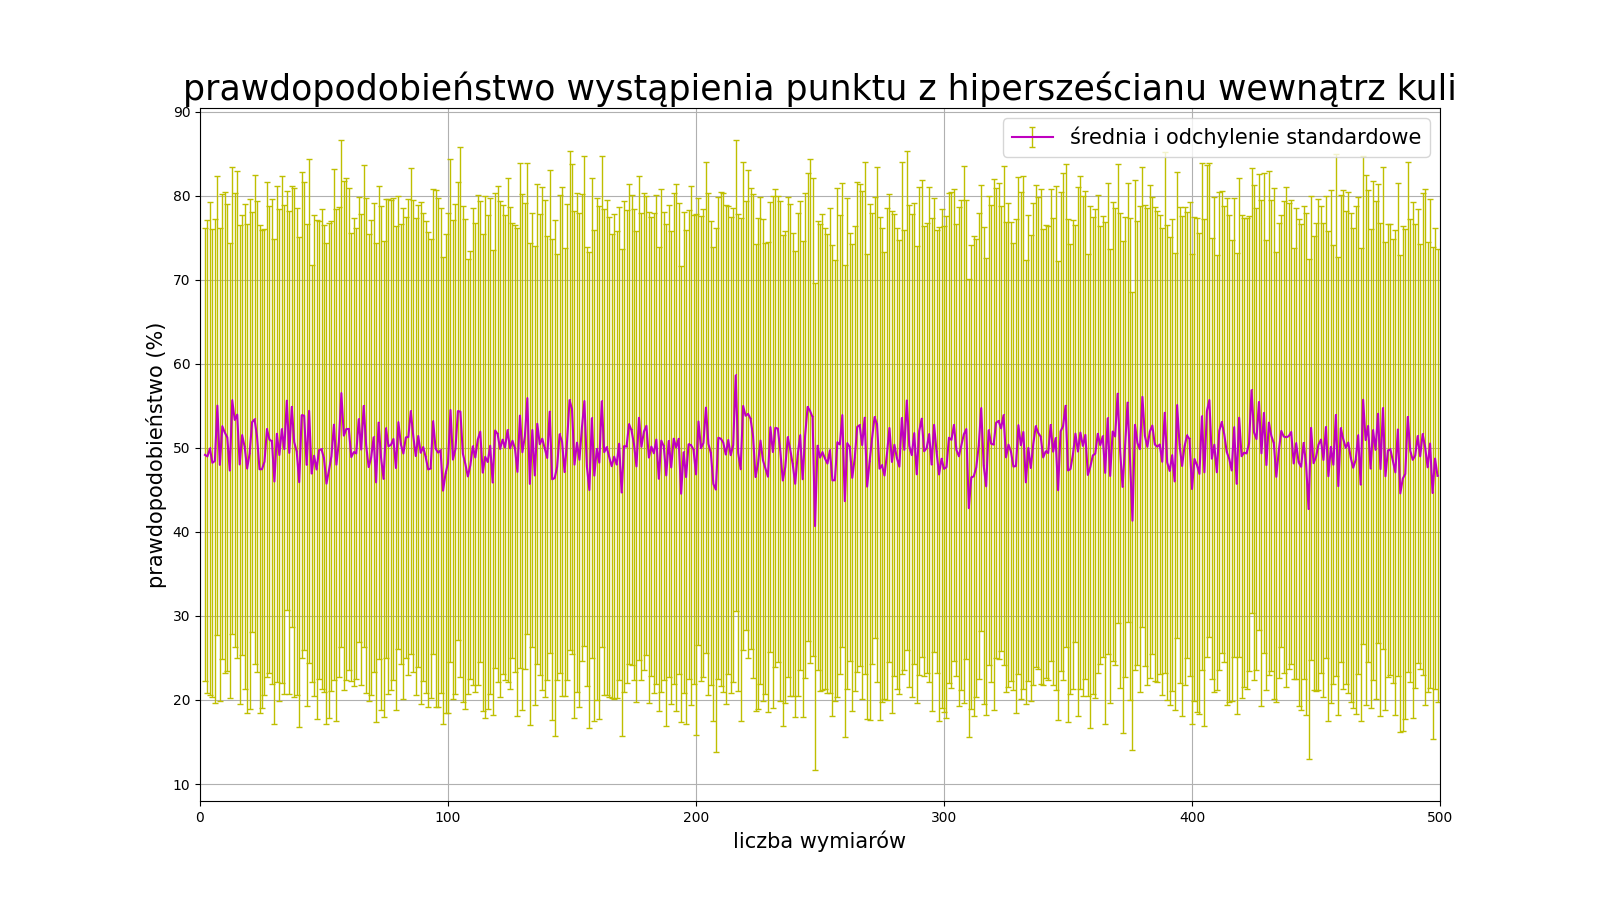 prawdopodobieństwo wystąpienia punktu z hipersześcianu wewnątrz kuli
średnia i odchylenie standardowe
prawdopodobieństwo (%)
90
80
70
60
50
40
30
20
10
0 100 200 300 400 500
liczba wymiarów